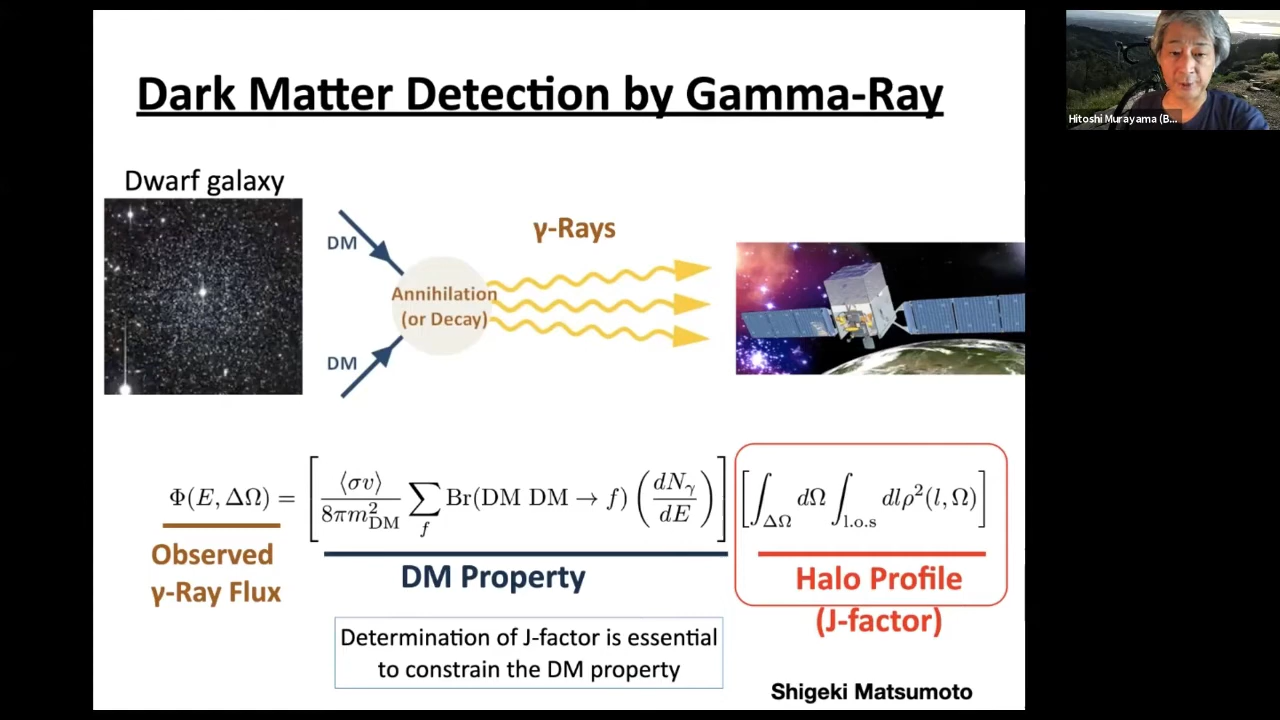 Dark Matter Detection by Gamma-Ray
Hitoshi Murayama (B...
Dwarf galaxy
γ-Rays
DM
Annihilation
(or Decay)
DM
Φ(E, ΔΩ) = [ ⟨σv⟩ / 8πm²_DM ∑_f Br(DM DM → f) ( dN_γ / dE ) ] [ ∫_ΔΩ dΩ ∫_l.o.s dlρ²(l, Ω) ]
Observed
γ-Ray Flux
DM Property
Halo Profile
(J-factor)
Determination of J-factor is essential
to constrain the DM property
Shigeki Matsumoto